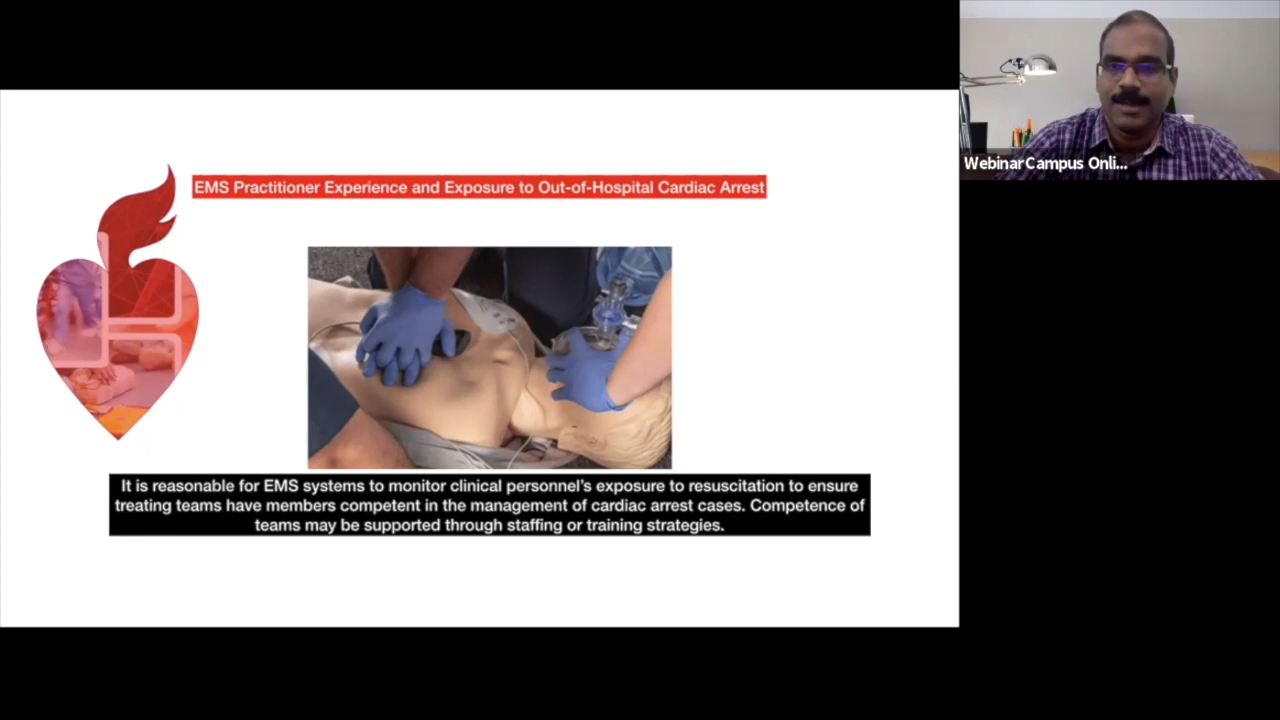 EMS Practitioner Experience and Exposure to Out-of-Hospital Cardiac Arrest
It is reasonable for EMS systems to monitor clinical personnel's exposure to resuscitation to ensure
treating teams have members competent in the management of cardiac arrest cases. Competence of
teams may be supported through staffing or training strategies.
Webinar Campus Onli...